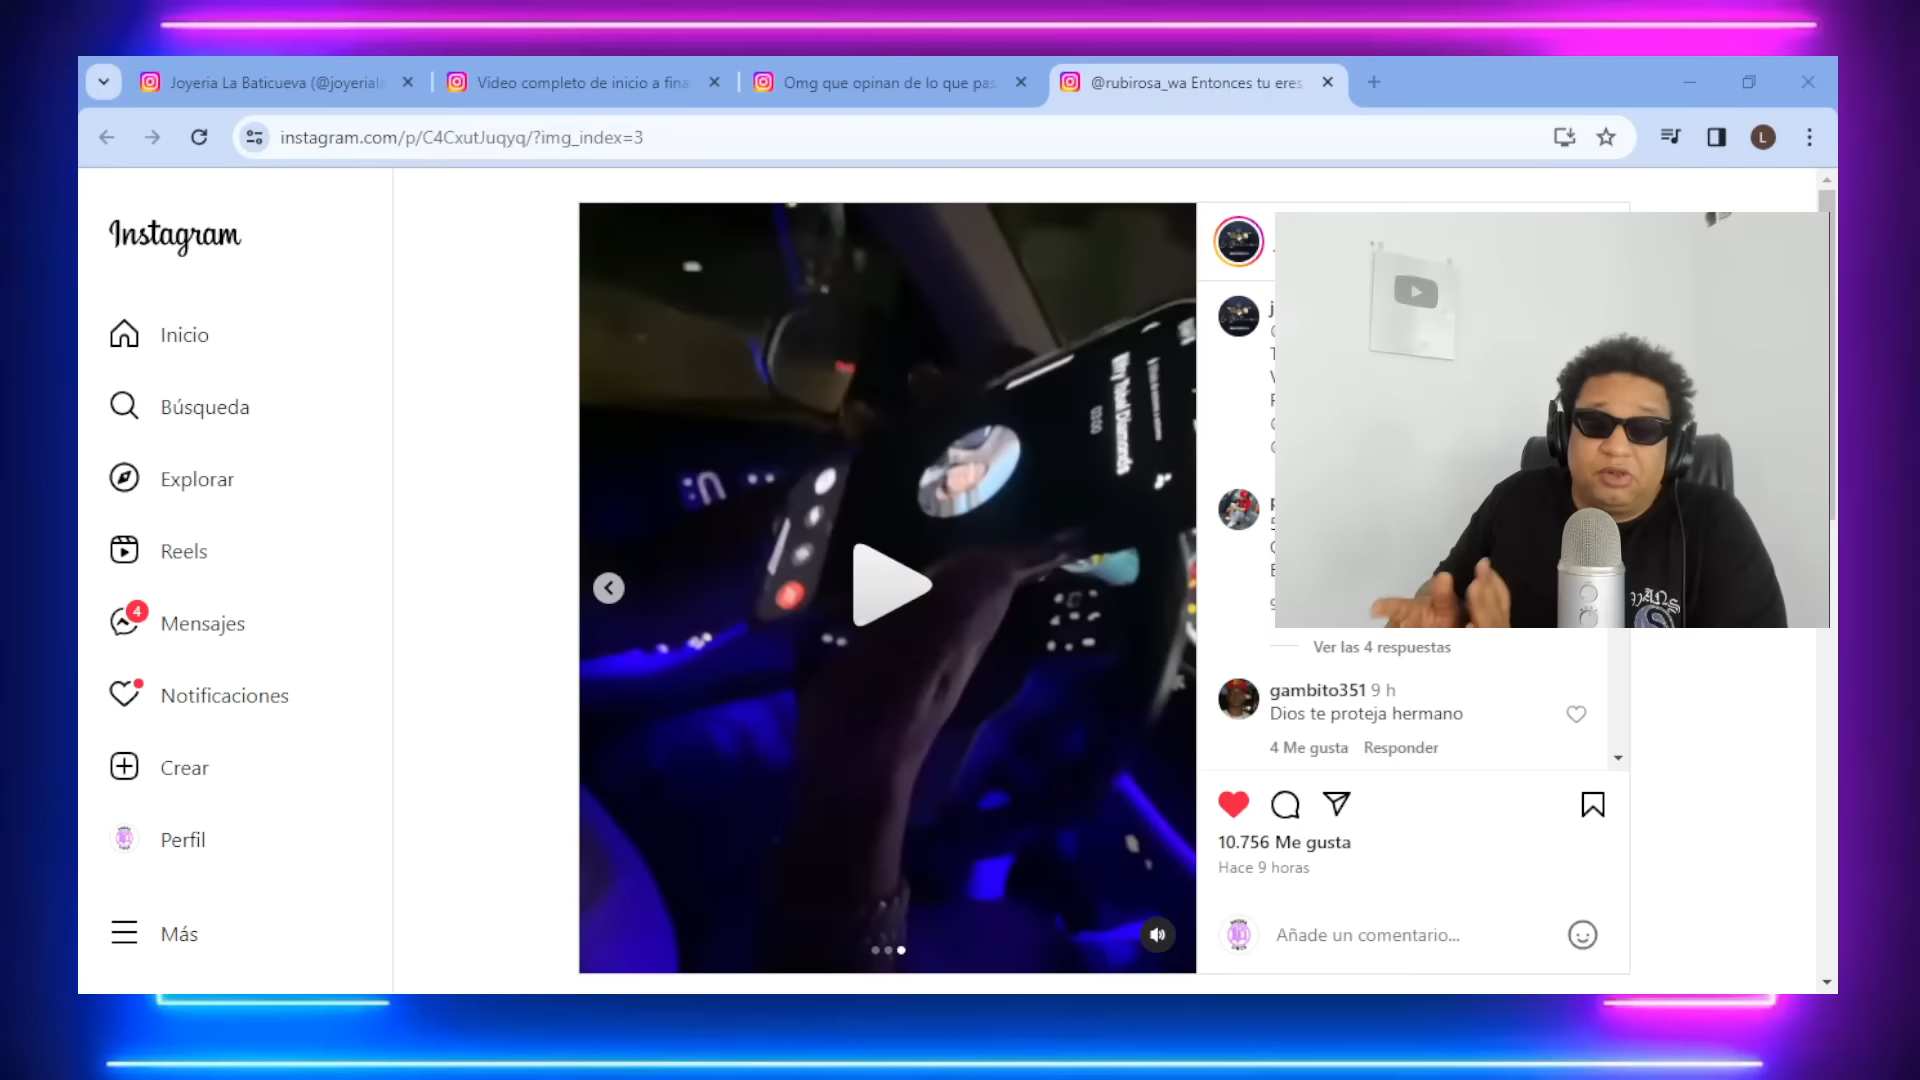 Joyeria La Baticueva (@joyeriala
Video completo de inicio a fina
Omg que opinan de lo que pas
@rubirosa_wa Entonces tu eres
instagram.com/p/C4CxutJuqyq/?img_index=3
L
Instagram
Inicio
Búsqueda
Explorar
Reels
4
Mensajes
Notificaciones
Crear
Perfil
Más
03:00
Ver las 4 respuestas
gambito351 9 h
Dios te proteja hermano
4 Me gusta Responder
10.756 Me gusta
Hace 9 horas
Añade un comentario...